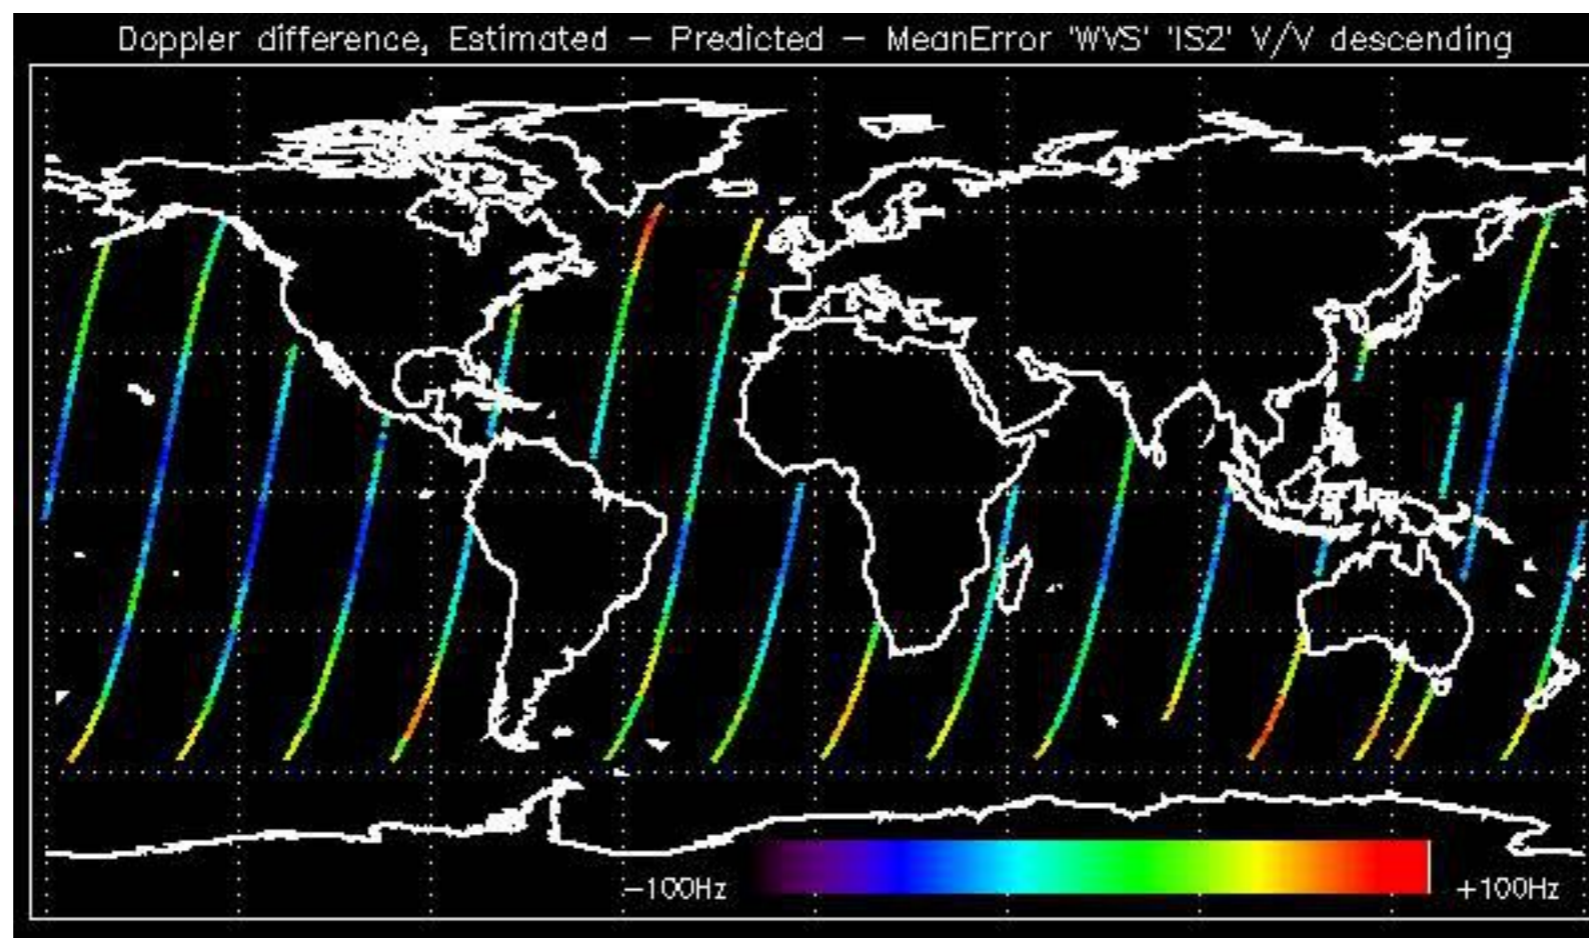 Doppler difference, Estimated – Predicted – MeanError 'WVS' 'IS2' V/V descending
–100Hz
+100Hz